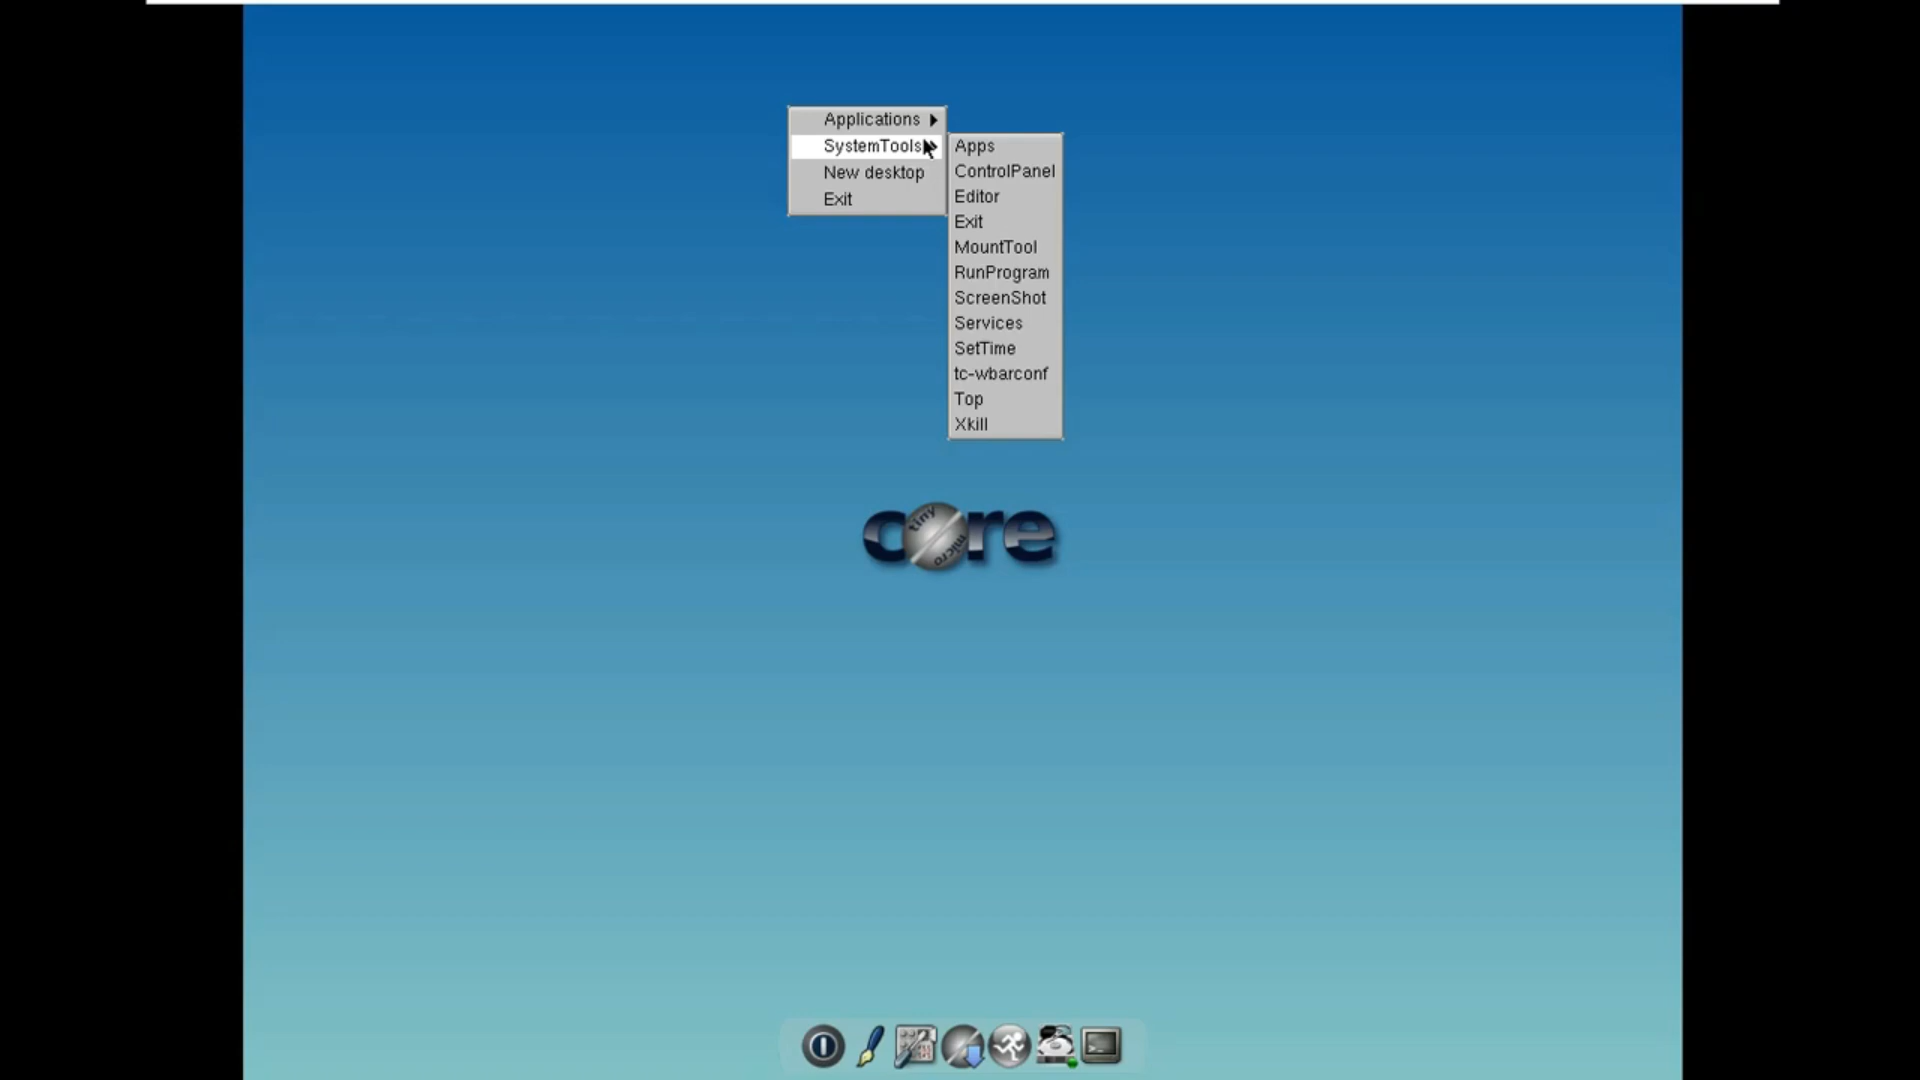 Applications
SystemTools
New desktop
Exit
Apps
ControlPanel
Editor
Exit
MountTool
RunProgram
ScreenShot
Services
SetTime
tc-wbarconf
Top
Xkill
core
tiny
micro